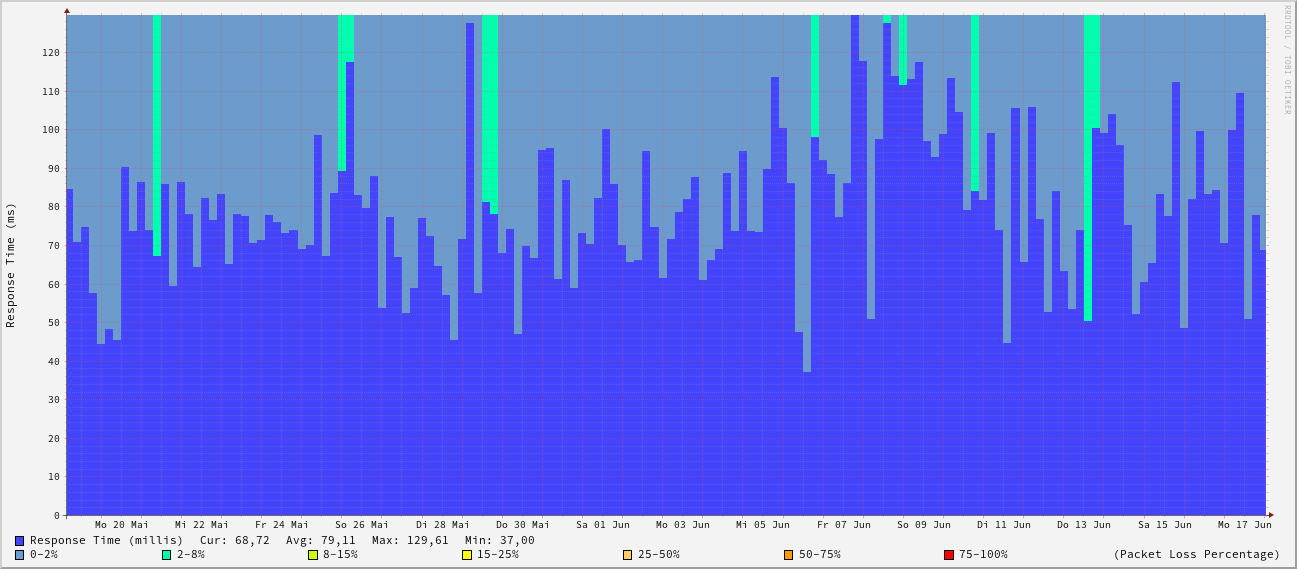 RRDTOOL / TOBI OETIKER
Response Time (ms)
120
110
100
90
80
70
60
50
40
30
20
10
0
Mo 20 Mai Mi 22 Mai Fr 24 Mai So 26 Mai Di 28 Mai Do 30 Mai Sa 01 Jun Mo 03 Jun Mi 05 Jun Fr 07 Jun So 09 Jun Di 11 Jun Do 13 Jun Sa 15 Jun Mo 17 Jun
Response Time (millis) Cur: 68,72 Avg: 79,11 Max: 129,61 Min: 37,00
0-2% 2-8% 8-15% 15-25% 25-50% 50-75% 75-100% (Packet Loss Percentage)